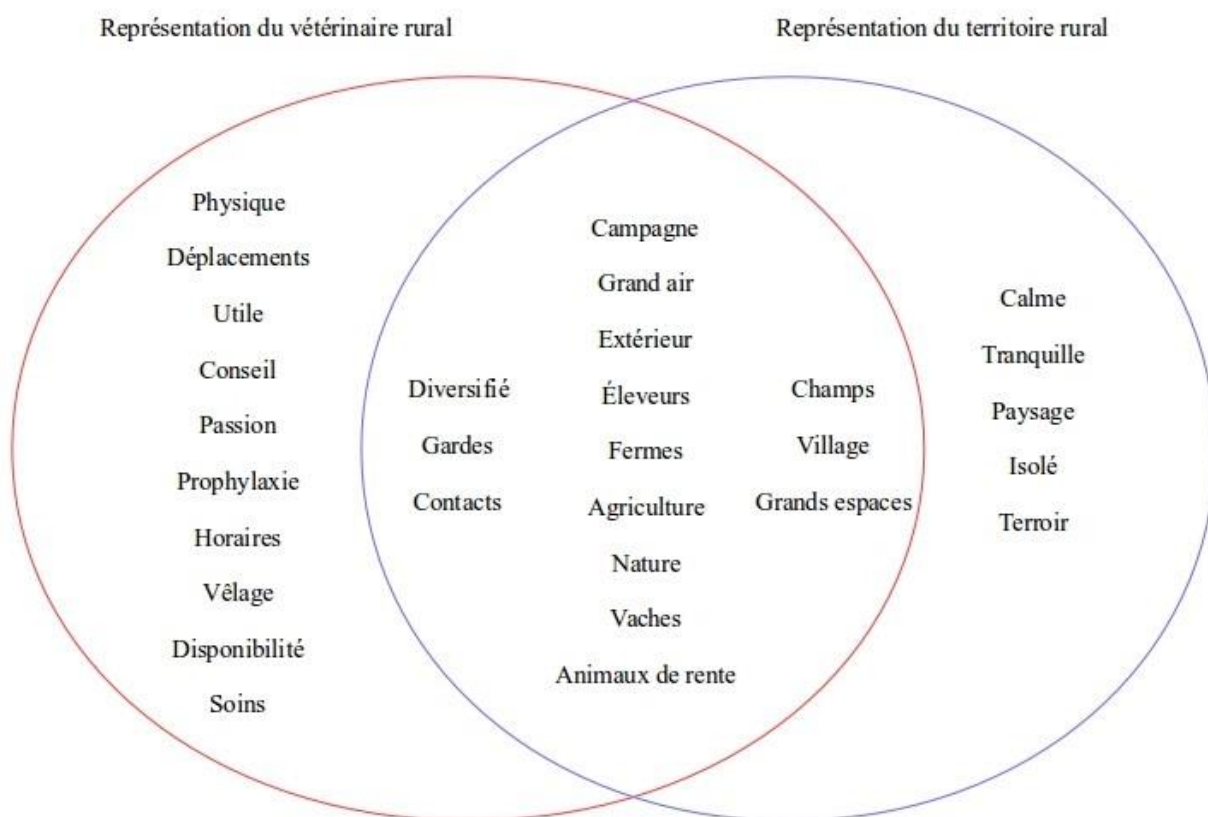 Représentation du vétérinaire rural
Représentation du territoire rural
Physique
Déplacements
Utile
Conseil
Passion
Prophylaxie
Horaires
Vêlage
Disponibilité
Soins
Diversifié
Gardes
Contacts
Campagne
Grand air
Extérieur
Éleveurs
Fermes
Agriculture
Nature
Vaches
Animaux de rente
Champs
Village
Grands espaces
Calme
Tranquille
Paysage
Isolé
Terroir